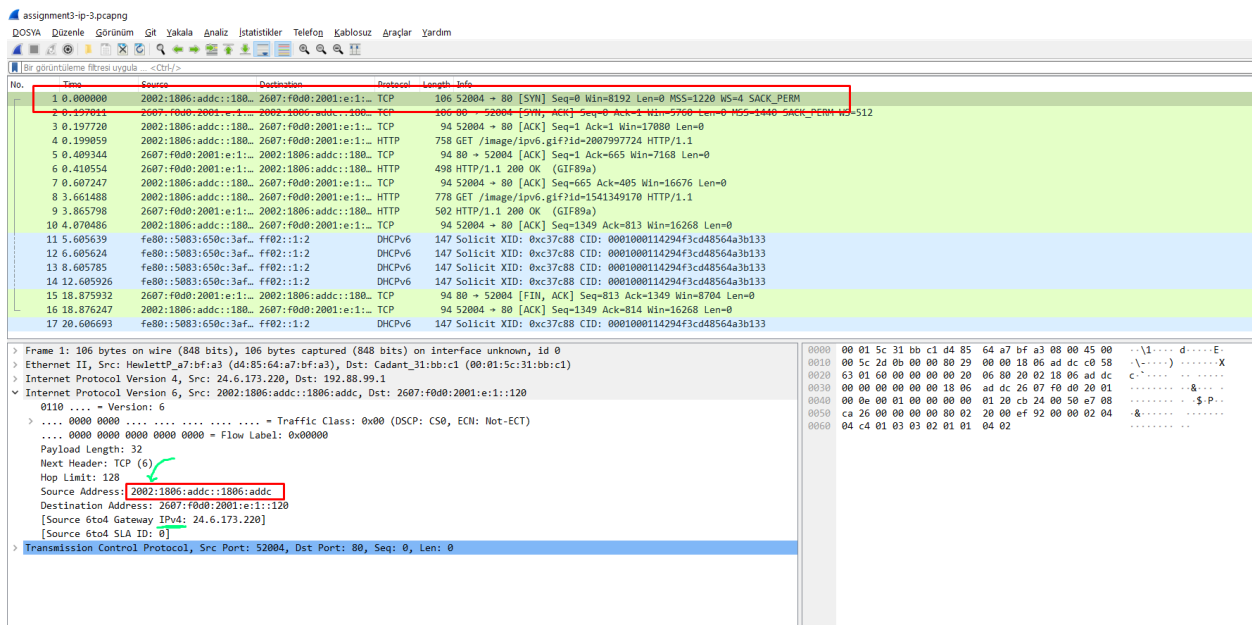 assignment3-ip-3.pcapng
DOSYA Düzenle Görünüm Git Yakala Analiz İstatistikler Telefon Kablosuz Araçlar Yardım
Bir görüntüleme filtresi uygula ... <Ctrl-/>
No. Time Source Destination Protocol Length Info
1 0.000000 2002:1806:addc::180… 2607:f0d0:2001:e:1:… TCP 106 52004 → 80 [SYN] Seq=0 Win=8192 Len=0 MSS=1220 WS=4 SACK_PERM
2 0.197011 2607:f0d0:2001:e:1:… 2002:1806:addc::180… TCP 106 80 → 52004 [SYN, ACK] Seq=0 Ack=1 Win=5760 Len=0 MSS=1440 SACK_PERM WS=512
3 0.197720 2002:1806:addc::180… 2607:f0d0:2001:e:1:… TCP 94 52004 → 80 [ACK] Seq=1 Ack=1 Win=17080 Len=0
4 0.199059 2002:1806:addc::180… 2607:f0d0:2001:e:1:… HTTP 758 GET /image/ipv6.gif?id=2007997724 HTTP/1.1
5 0.409344 2607:f0d0:2001:e:1:… 2002:1806:addc::180… TCP 94 80 → 52004 [ACK] Seq=1 Ack=665 Win=7168 Len=0
6 0.410554 2607:f0d0:2001:e:1:… 2002:1806:addc::180… HTTP 498 HTTP/1.1 200 OK (GIF89a)
7 0.607247 2002:1806:addc::180… 2607:f0d0:2001:e:1:… TCP 94 52004 → 80 [ACK] Seq=665 Ack=405 Win=16676 Len=0
8 3.661488 2002:1806:addc::180… 2607:f0d0:2001:e:1:… HTTP 778 GET /image/ipv6.gif?id=1541349170 HTTP/1.1
9 3.865798 2607:f0d0:2001:e:1:… 2002:1806:addc::180… HTTP 502 HTTP/1.1 200 OK (GIF89a)
10 4.070486 2002:1806:addc::180… 2607:f0d0:2001:e:1:… TCP 94 52004 → 80 [ACK] Seq=1349 Ack=813 Win=16268 Len=0
11 5.605639 fe80::5083:650c:3af… ff02::1:2 DHCPv6 147 Solicit XID: 0xc37c88 CID: 0001000114294f3cd48564a3b133
12 6.605624 fe80::5083:650c:3af… ff02::1:2 DHCPv6 147 Solicit XID: 0xc37c88 CID: 0001000114294f3cd48564a3b133
13 8.605785 fe80::5083:650c:3af… ff02::1:2 DHCPv6 147 Solicit XID: 0xc37c88 CID: 0001000114294f3cd48564a3b133
14 12.605926 fe80::5083:650c:3af… ff02::1:2 DHCPv6 147 Solicit XID: 0xc37c88 CID: 0001000114294f3cd48564a3b133
15 18.875932 2607:f0d0:2001:e:1:… 2002:1806:addc::180… TCP 94 80 → 52004 [FIN, ACK] Seq=813 Ack=1349 Win=8704 Len=0
16 18.876247 2002:1806:addc::180… 2607:f0d0:2001:e:1:… TCP 94 52004 → 80 [ACK] Seq=1349 Ack=814 Win=16268 Len=0
17 20.606693 fe80::5083:650c:3af… ff02::1:2 DHCPv6 147 Solicit XID: 0xc37c88 CID: 0001000114294f3cd48564a3b133
Frame 1: 106 bytes on wire (848 bits), 106 bytes captured (848 bits) on interface unknown, id 0
Ethernet II, Src: HewlettP_a7:bf:a3 (d4:85:64:a7:bf:a3), Dst: Cadant_31:bb:c1 (00:01:5c:31:bb:c1)
Internet Protocol Version 4, Src: 24.6.173.220, Dst: 192.88.99.1
Internet Protocol Version 6, Src: 2002:1806:addc::1806:addc, Dst: 2607:f0d0:2001:e:1::120
0110 .... = Version: 6
.... 0000 0000 .... .... .... .... .... = Traffic Class: 0x00 (DSCP: CS0, ECN: Not-ECT)
.... 0000 0000 0000 0000 0000 = Flow Label: 0x00000
Payload Length: 32
Next Header: TCP (6)
Hop Limit: 128
Source Address: 2002:1806:addc::1806:addc
Destination Address: 2607:f0d0:2001:e:1::120
[Source 6to4 Gateway IPv4: 24.6.173.220]
[Source 6to4 SLA ID: 0]
Transmission Control Protocol, Src Port: 52004, Dst Port: 80, Seq: 0, Len: 0
0000 00 01 5c 31 bb c1 d4 85 64 a7 bf a3 08 00 45 00 ··\1···· d·····E·
0010 00 5c 2d 0b 00 00 80 29 00 00 18 06 ad dc c0 58 ·\-····) ·······X
0020 63 01 60 00 00 00 00 20 06 80 20 02 18 06 ad dc c·`···· ·· ·····
0030 00 00 00 00 00 00 18 06 ad dc 26 07 f0 d0 20 01 ········ ··&··· ·
0040 00 0e 00 01 00 00 00 00 01 20 cb 24 00 50 e7 08 ········ · ·$·P··
0050 ca 26 00 00 00 00 80 02 20 00 ef 92 00 00 02 04 ·&······ ·······
0060 04 c4 01 03 03 02 01 01 04 02 ········ ··